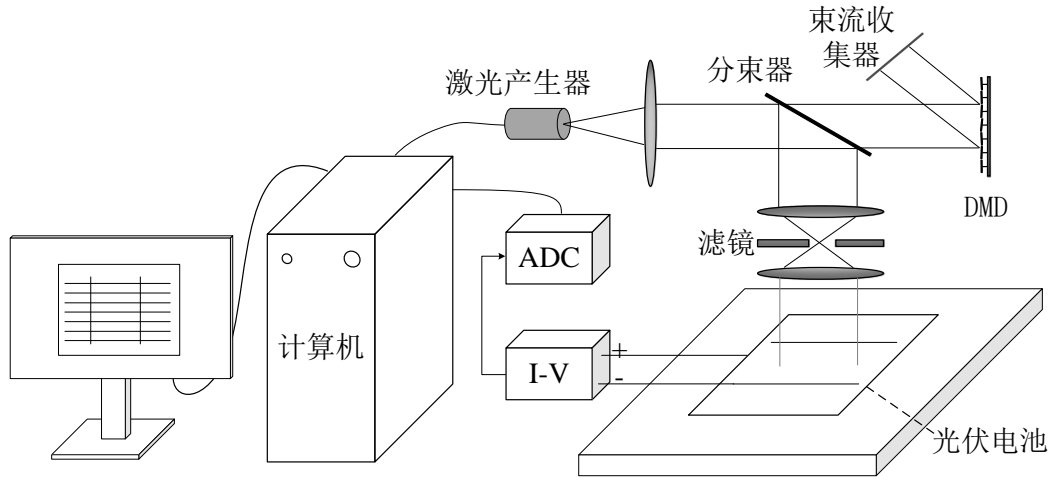 束流收
集器
分束器
激光产生器
DMD
滤镜
ADC
计算机
I-V
+
-
光伏电池